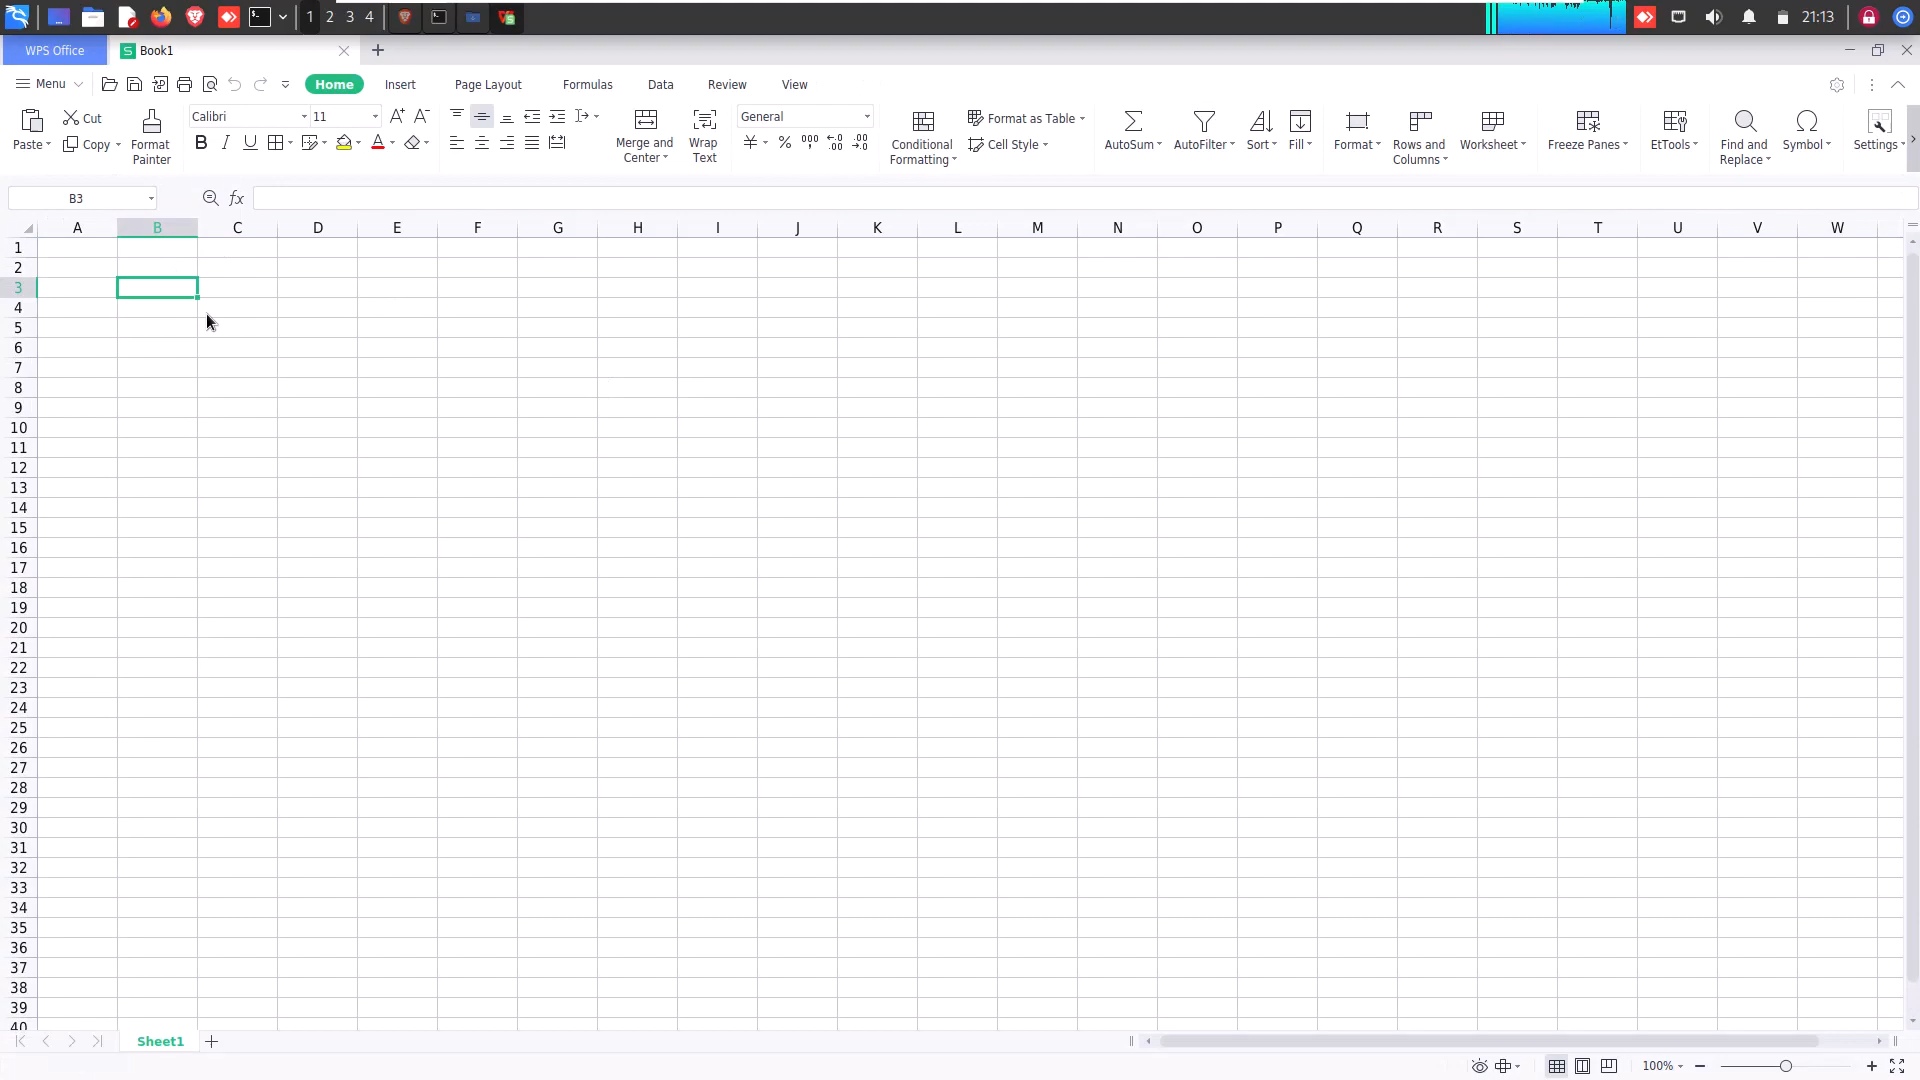 1 2 3 4
21:13
WPS Office
Book1
Menu
Home
Insert
Page Layout
Formulas
Data
Review
View
Paste
Cut
Copy
Format Painter
Calibri
11
Merge and Center
Wrap Text
General
Conditional Formatting
Format as Table
Cell Style
AutoSum
AutoFilter
Sort
Fill
Format
Rows and Columns
Worksheet
Freeze Panes
EtTools
Find and Replace
Symbol
Settings
B3
fx
A B C D E F G H I J K L M N O P Q R S T U V W
1
2
3
4
5
6
7
8
9
10
11
12
13
14
15
16
17
18
19
20
21
22
23
24
25
26
27
28
29
30
31
32
33
34
35
36
37
38
39
40
Sheet1
100%